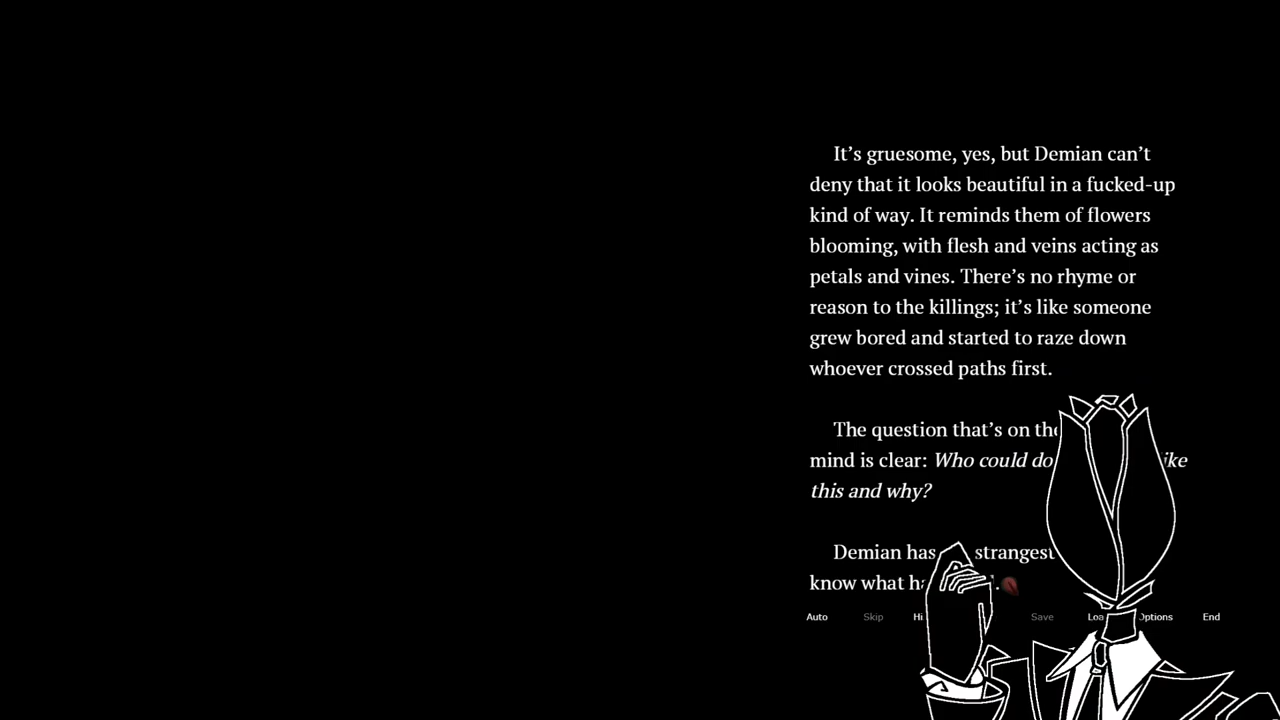 It’s gruesome, yes, but Demian can’t
deny that it looks beautiful in a fucked-up
kind of way. It reminds them of flowers
blooming, with flesh and veins acting as
petals and vines. There’s no rhyme or
reason to the killings; it’s like someone
grew bored and started to raze down
whoever crossed paths first.
The question that’s on
mind is clear: Who could
this and why?
Demian has strangest
know what
Auto Skip Save Options End